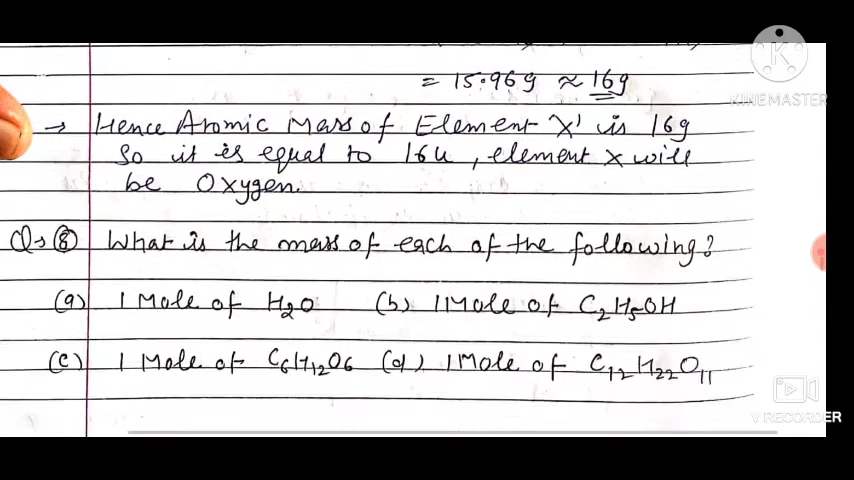 = 15.96g ≈ 16g
KINEMASTER
→ Hence Atomic Mass of Element 'X' is 16g
So it is equal to 16u, element X will
be Oxygen.
Q→ ⑧ What is the mass of each of the following?
(a) 1 Mole of H₂O (b) 1 Mole of C₂H₅OH
(c) 1 Mole of C₆H₁₂O₆ (d) 1 Mole of C₁₂H₂₂O₁₁
V RECORDER